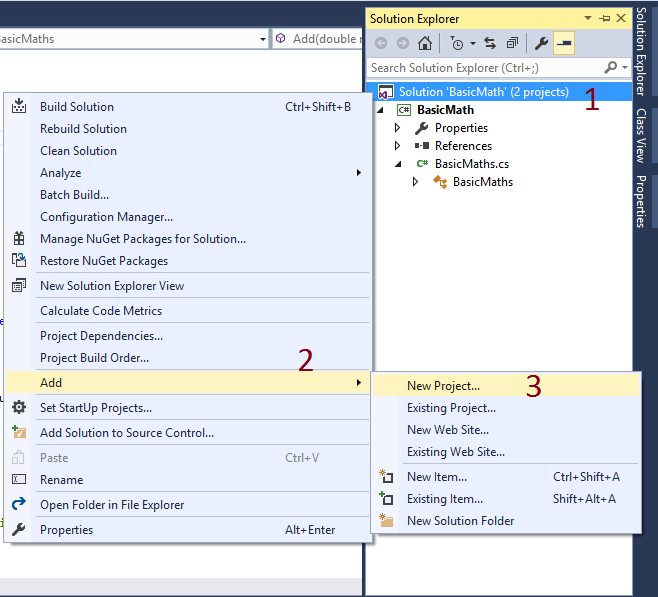 BasicMaths
Add(double n
Solution Explorer
Search Solution Explorer (Ctrl+;)
Solution 'BasicMath' (2 projects)
1
C# BasicMath
Properties
References
C# BasicMaths.cs
BasicMaths
Solution Explorer
Class View
Properties
Build Solution Ctrl+Shift+B
Rebuild Solution
Clean Solution
Analyze
Batch Build...
Configuration Manager...
Manage NuGet Packages for Solution...
Restore NuGet Packages
New Solution Explorer View
Calculate Code Metrics
Project Dependencies...
Project Build Order...
2
Add
Set StartUp Projects...
Add Solution to Source Control...
Paste Ctrl+V
Rename
Open Folder in File Explorer
Properties Alt+Enter
New Project...
3
Existing Project...
New Web Site...
Existing Web Site...
New Item... Ctrl+Shift+A
Existing Item... Shift+Alt+A
New Solution Folder